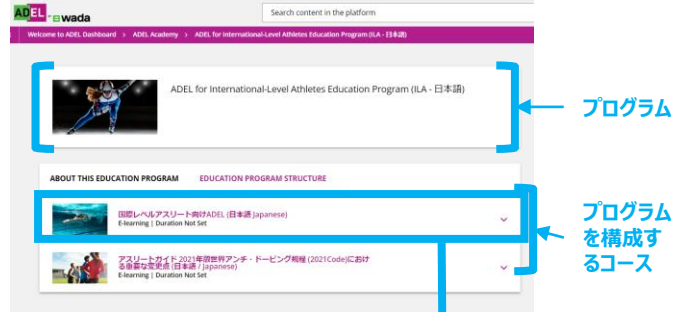 ADEL by wada
Search content in the platform
Welcome to ADEL Dashboard > ADEL Academy > ADEL for International-Level Athletes Education Program (ILA - 日本語)
ADEL for International-Level Athletes Education Program (ILA - 日本語)
プログラム
ABOUT THIS EDUCATION PROGRAM EDUCATION PROGRAM STRUCTURE
国際レベルアスリート向けADEL (日本語 Japanese)
E-learning | Duration Not Set
プログラム
を構成す
るコース
アスリートガイド 2021年版世界アンチ・ドーピング規程 (2021Code)におけ
る重要な変更点 (日本語 / Japanese)
E-learning | Duration Not Set